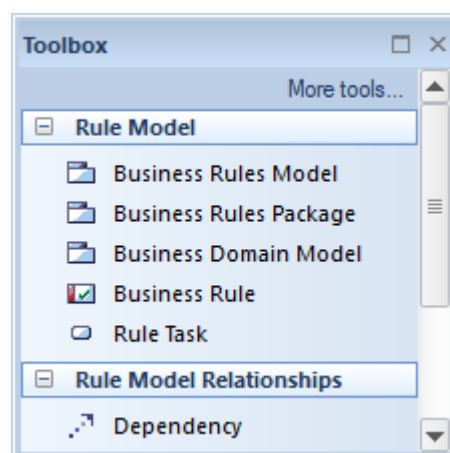 Toolbox
More tools...
Rule Model
Business Rules Model
Business Rules Package
Business Domain Model
Business Rule
Rule Task
Rule Model Relationships
Dependency